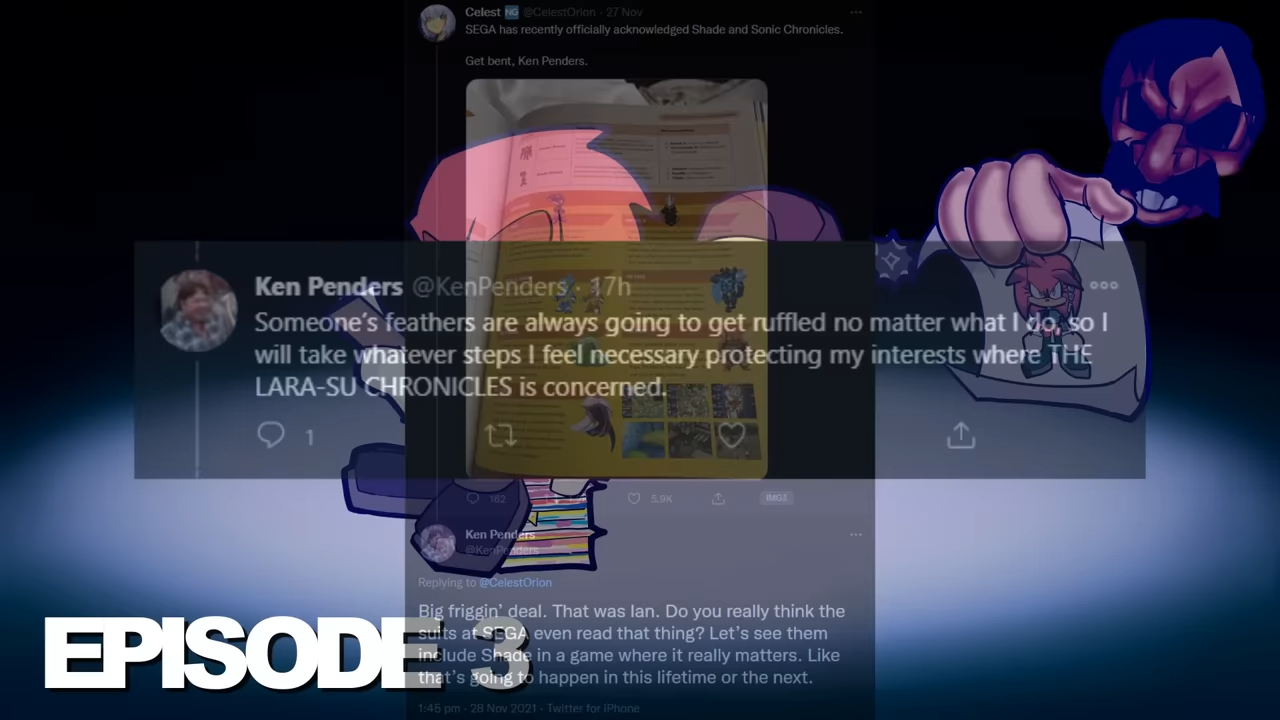 Celest NG @CelestOrion · 27 Nov
SEGA has recently officially acknowledged Shade and Sonic Chronicles.
Get bent, Ken Penders.
Ken Penders @KenPenders · 17h
Someone's feathers are always going to get ruffled no matter what I do, so I
will take whatever steps I feel necessary protecting my interests where THE
LARA-SU CHRONICLES is concerned.
1
162
5.9K
IMGS
Ken Penders
@KenPenders
Replying to @CelestOrion
Big friggin' deal. That was Ian. Do you really think the
suits at SEGA even read that thing? Let's see them
include Shade in a game where it really matters. Like
that's going to happen in this lifetime or the next.
1:45 pm · 28 Nov 2021 · Twitter for iPhone
EPISODE 3